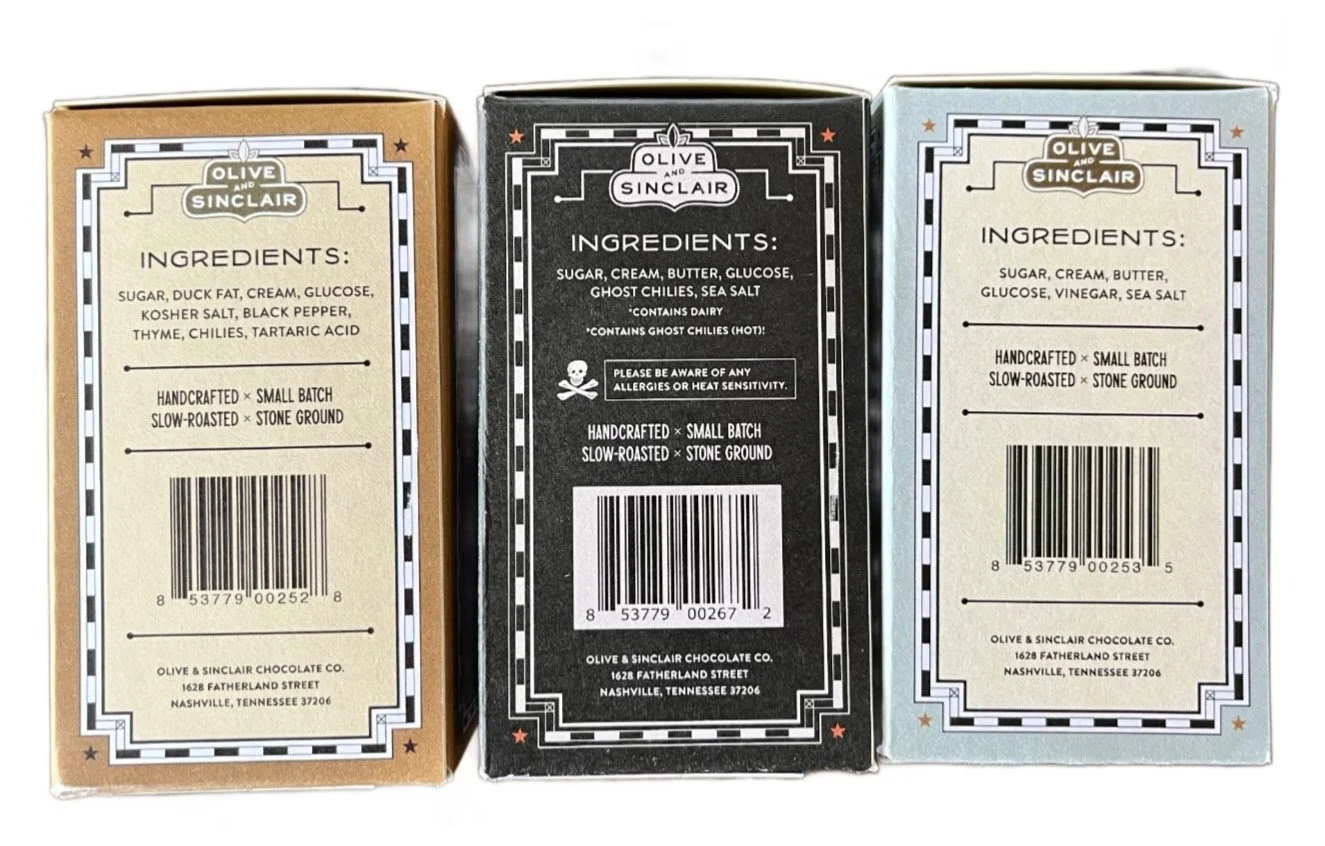 OLIVE
AND
SINCLAIR
INGREDIENTS:
SUGAR, DUCK FAT, CREAM, GLUCOSE,
KOSHER SALT, BLACK PEPPER,
THYME, CHILIES, TARTARIC ACID
HANDCRAFTED × SMALL BATCH
SLOW-ROASTED × STONE GROUND
8 53779 00252 8
OLIVE & SINCLAIR CHOCOLATE CO.
1628 FATHERLAND STREET
NASHVILLE, TENNESSEE 37206
OLIVE
AND
SINCLAIR
INGREDIENTS:
SUGAR, CREAM, BUTTER, GLUCOSE,
GHOST CHILIES, SEA SALT
*CONTAINS DAIRY
*CONTAINS GHOST CHILIES (HOT)!
PLEASE BE AWARE OF ANY
ALLERGIES OR HEAT SENSITIVITY.
HANDCRAFTED × SMALL BATCH
SLOW-ROASTED × STONE GROUND
8 53779 00267 2
OLIVE & SINCLAIR CHOCOLATE CO.
1628 FATHERLAND STREET
NASHVILLE, TENNESSEE 37206
OLIVE
AND
SINCLAIR
INGREDIENTS:
SUGAR, CREAM, BUTTER,
GLUCOSE, VINEGAR, SEA SALT
HANDCRAFTED × SMALL BATCH
SLOW-ROASTED × STONE GROUND
8 53779 00253 5
OLIVE & SINCLAIR CHOCOLATE CO.
1628 FATHERLAND STREET
NASHVILLE, TENNESSEE 37206